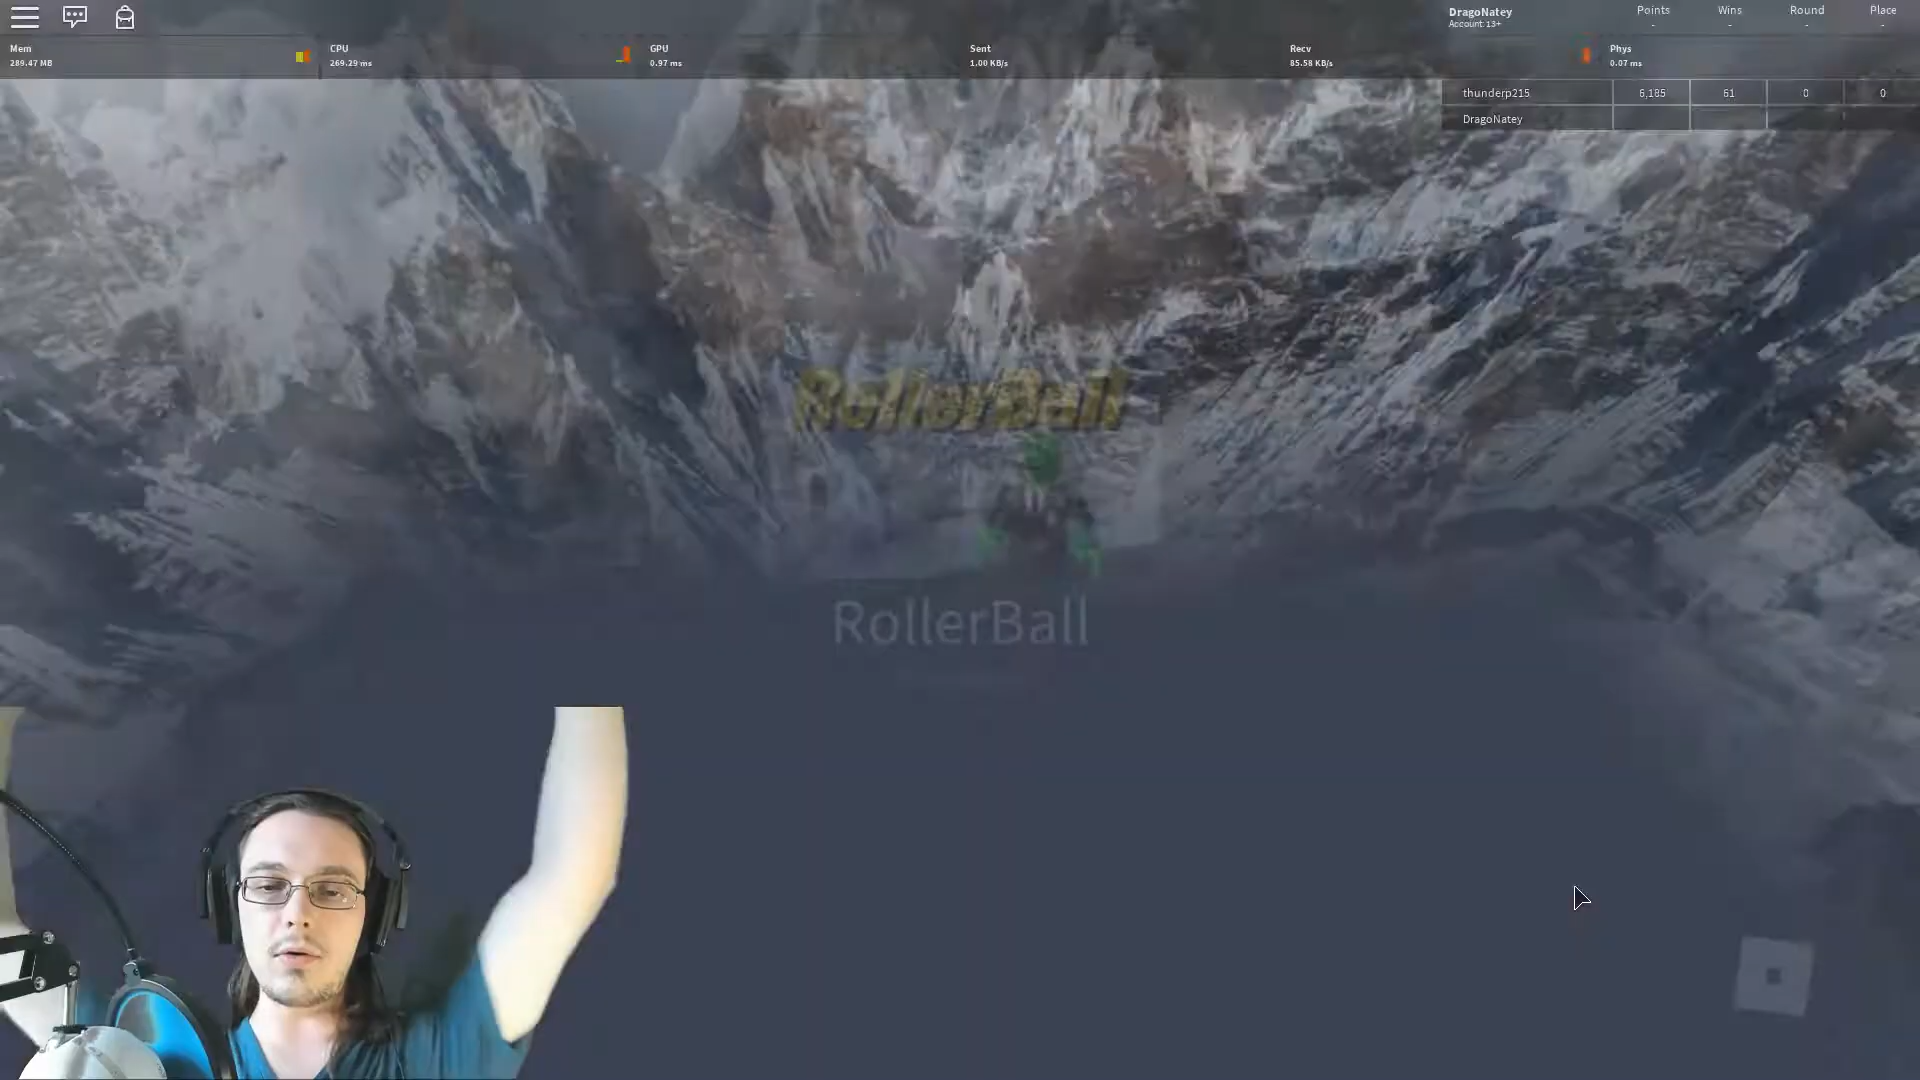 DragoNatey
Account: 13+
Points
Wins
Round
Place
-
-
-
-
Mem
289.47 MB
CPU
269.29 ms
GPU
0.97 ms
Sent
1.00 KB/s
Recv
85.58 KB/s
Phys
0.07 ms
thunderp215
6,185
61
0
0
DragoNatey
RollerBall
RollerBall